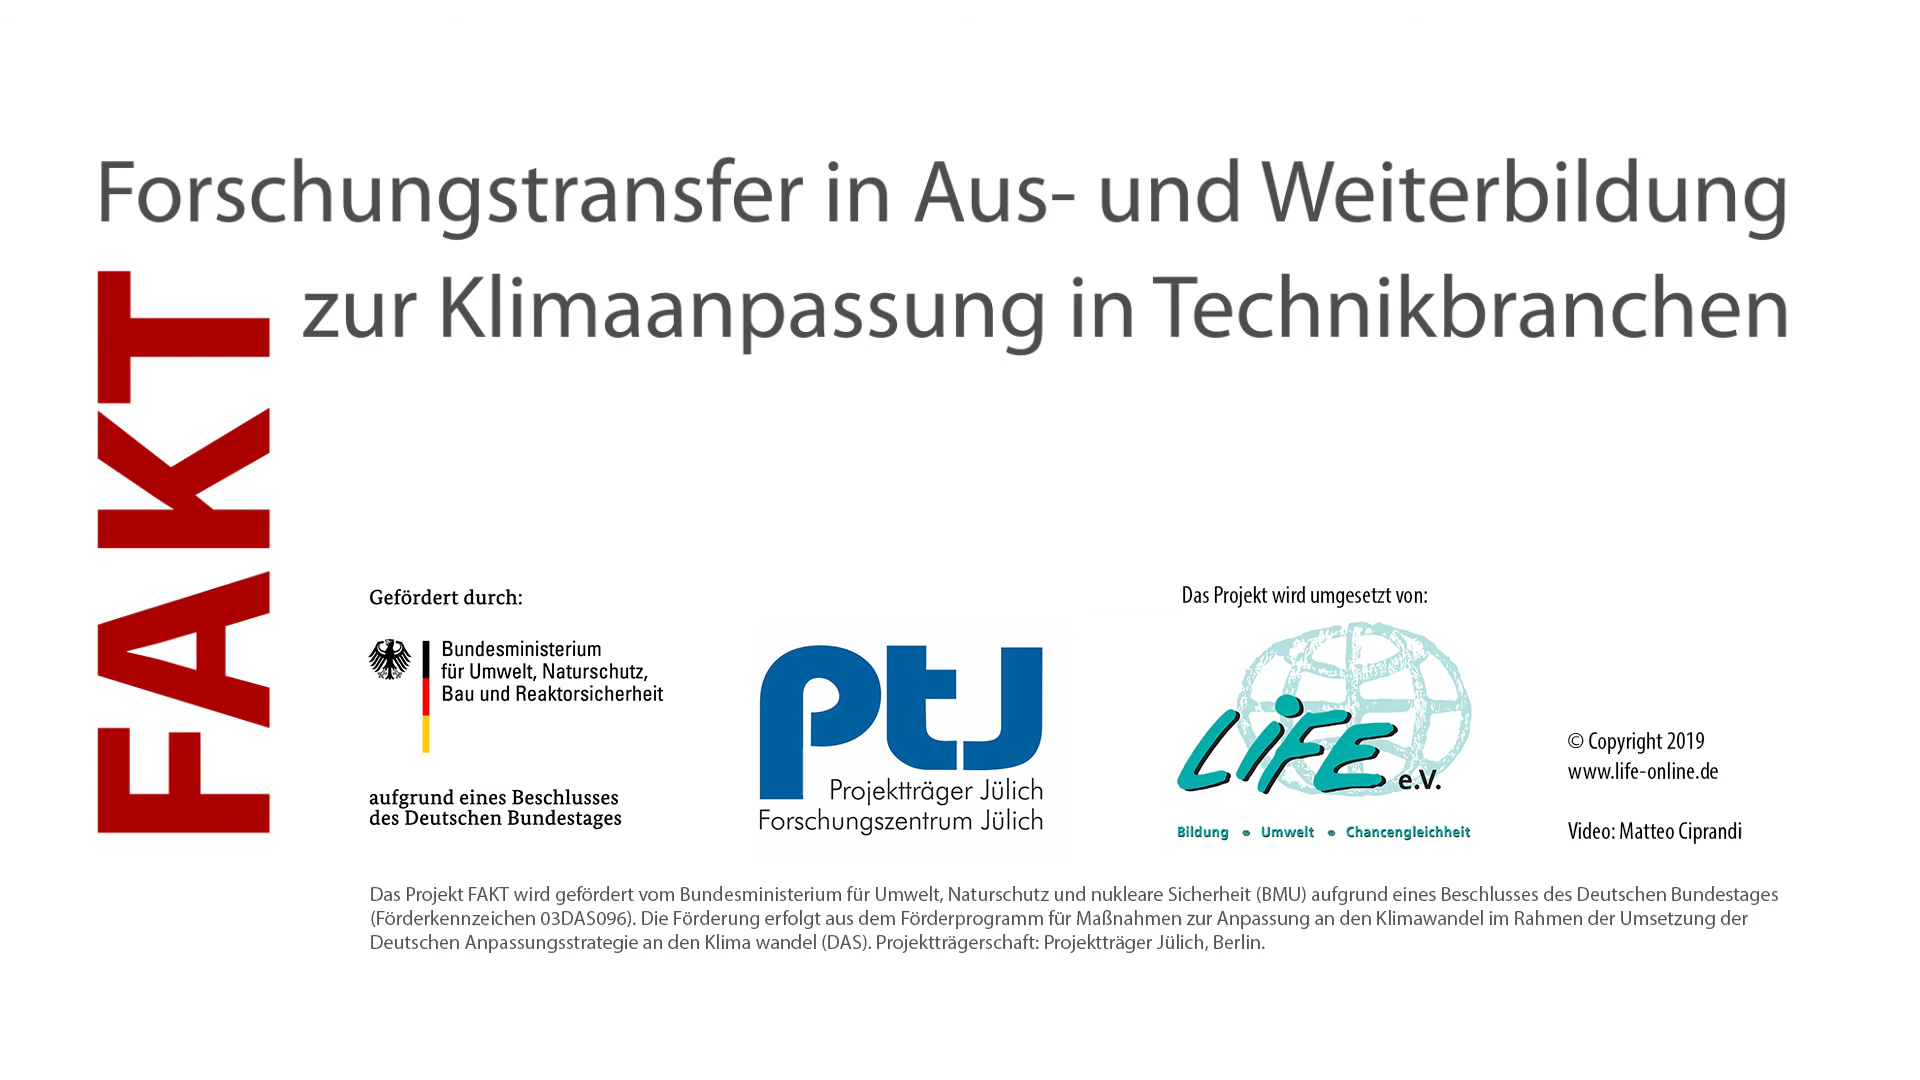 Forschungstransfer in Aus- und Weiterbildung
zur Klimaanpassung in Technikbranchen
FAKT
Gefördert durch:
Bundesministerium
für Umwelt, Naturschutz,
Bau und Reaktorsicherheit
aufgrund eines Beschlusses
des Deutschen Bundestages
ptJ
Projektträger Jülich
Forschungszentrum Jülich
Das Projekt wird umgesetzt von:
LiFE e.V.
Bildung • Umwelt • Chancengleichheit
© Copyright 2019
www.life-online.de
Video: Matteo Ciprandi
Das Projekt FAKT wird gefördert vom Bundesministerium für Umwelt, Naturschutz und nukleare Sicherheit (BMU) aufgrund eines Beschlusses des Deutschen Bundestages
(Förderkennzeichen 03DAS096). Die Förderung erfolgt aus dem Förderprogramm für Maßnahmen zur Anpassung an den Klimawandel im Rahmen der Umsetzung der
Deutschen Anpassungsstrategie an den Klima wandel (DAS). Projektträgerschaft: Projektträger Jülich, Berlin.